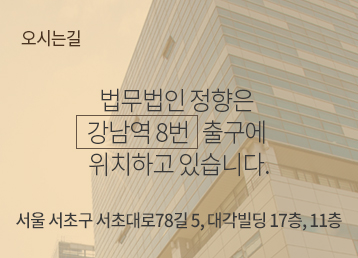 오시는길
법무법인 정향은
강남역 8번 출구에
위치하고 있습니다.
서울 서초구 서초대로78길 5, 대각빌딩 17층, 11층